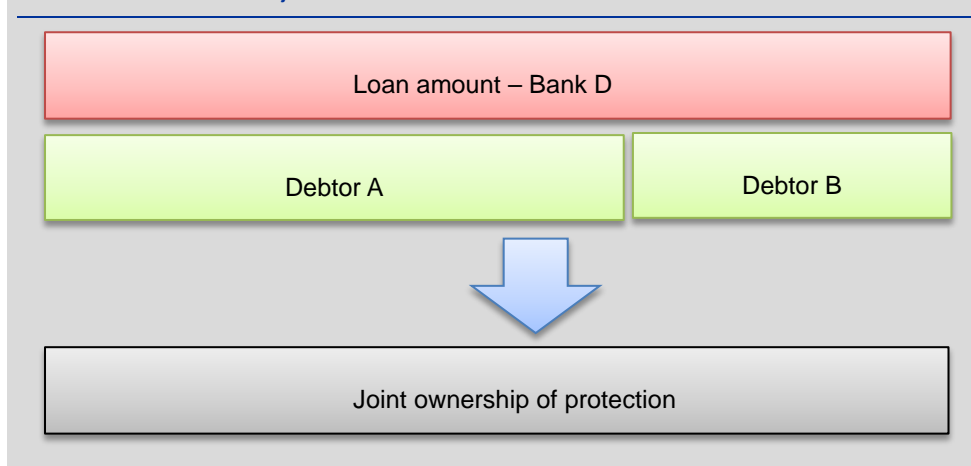 Loan amount – Bank D
Debtor A
Debtor B
Joint ownership of protection